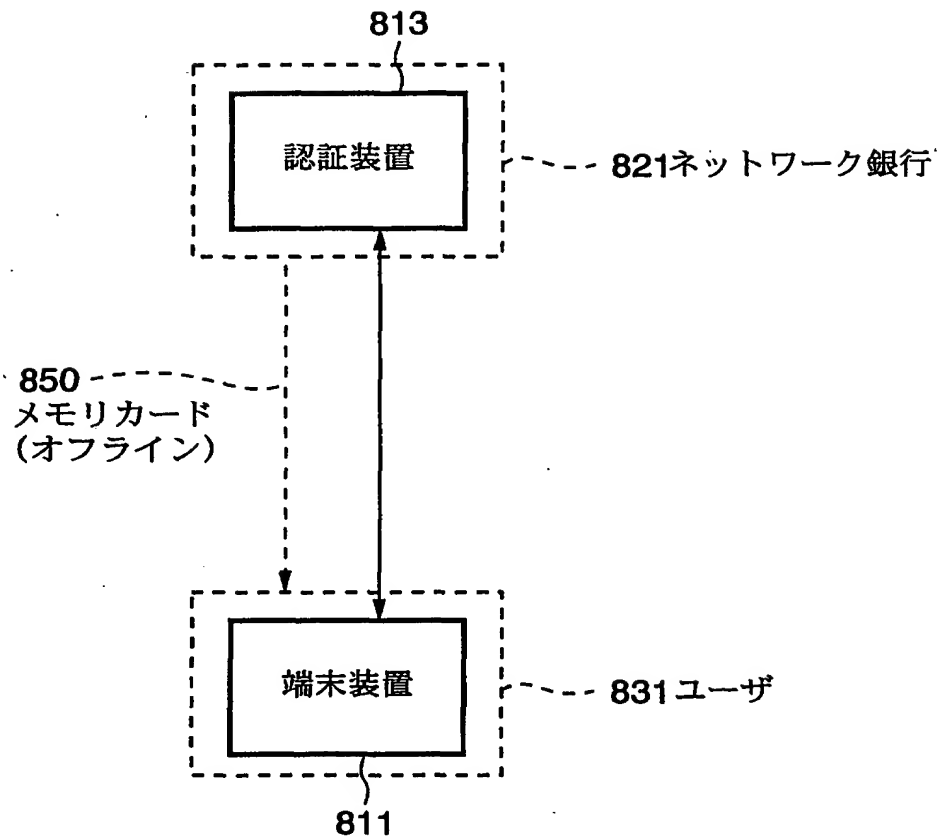 813
認証装置
821ネットワーク銀行
850
メモリカード
(オフライン)
端末装置
831ユーザ
811